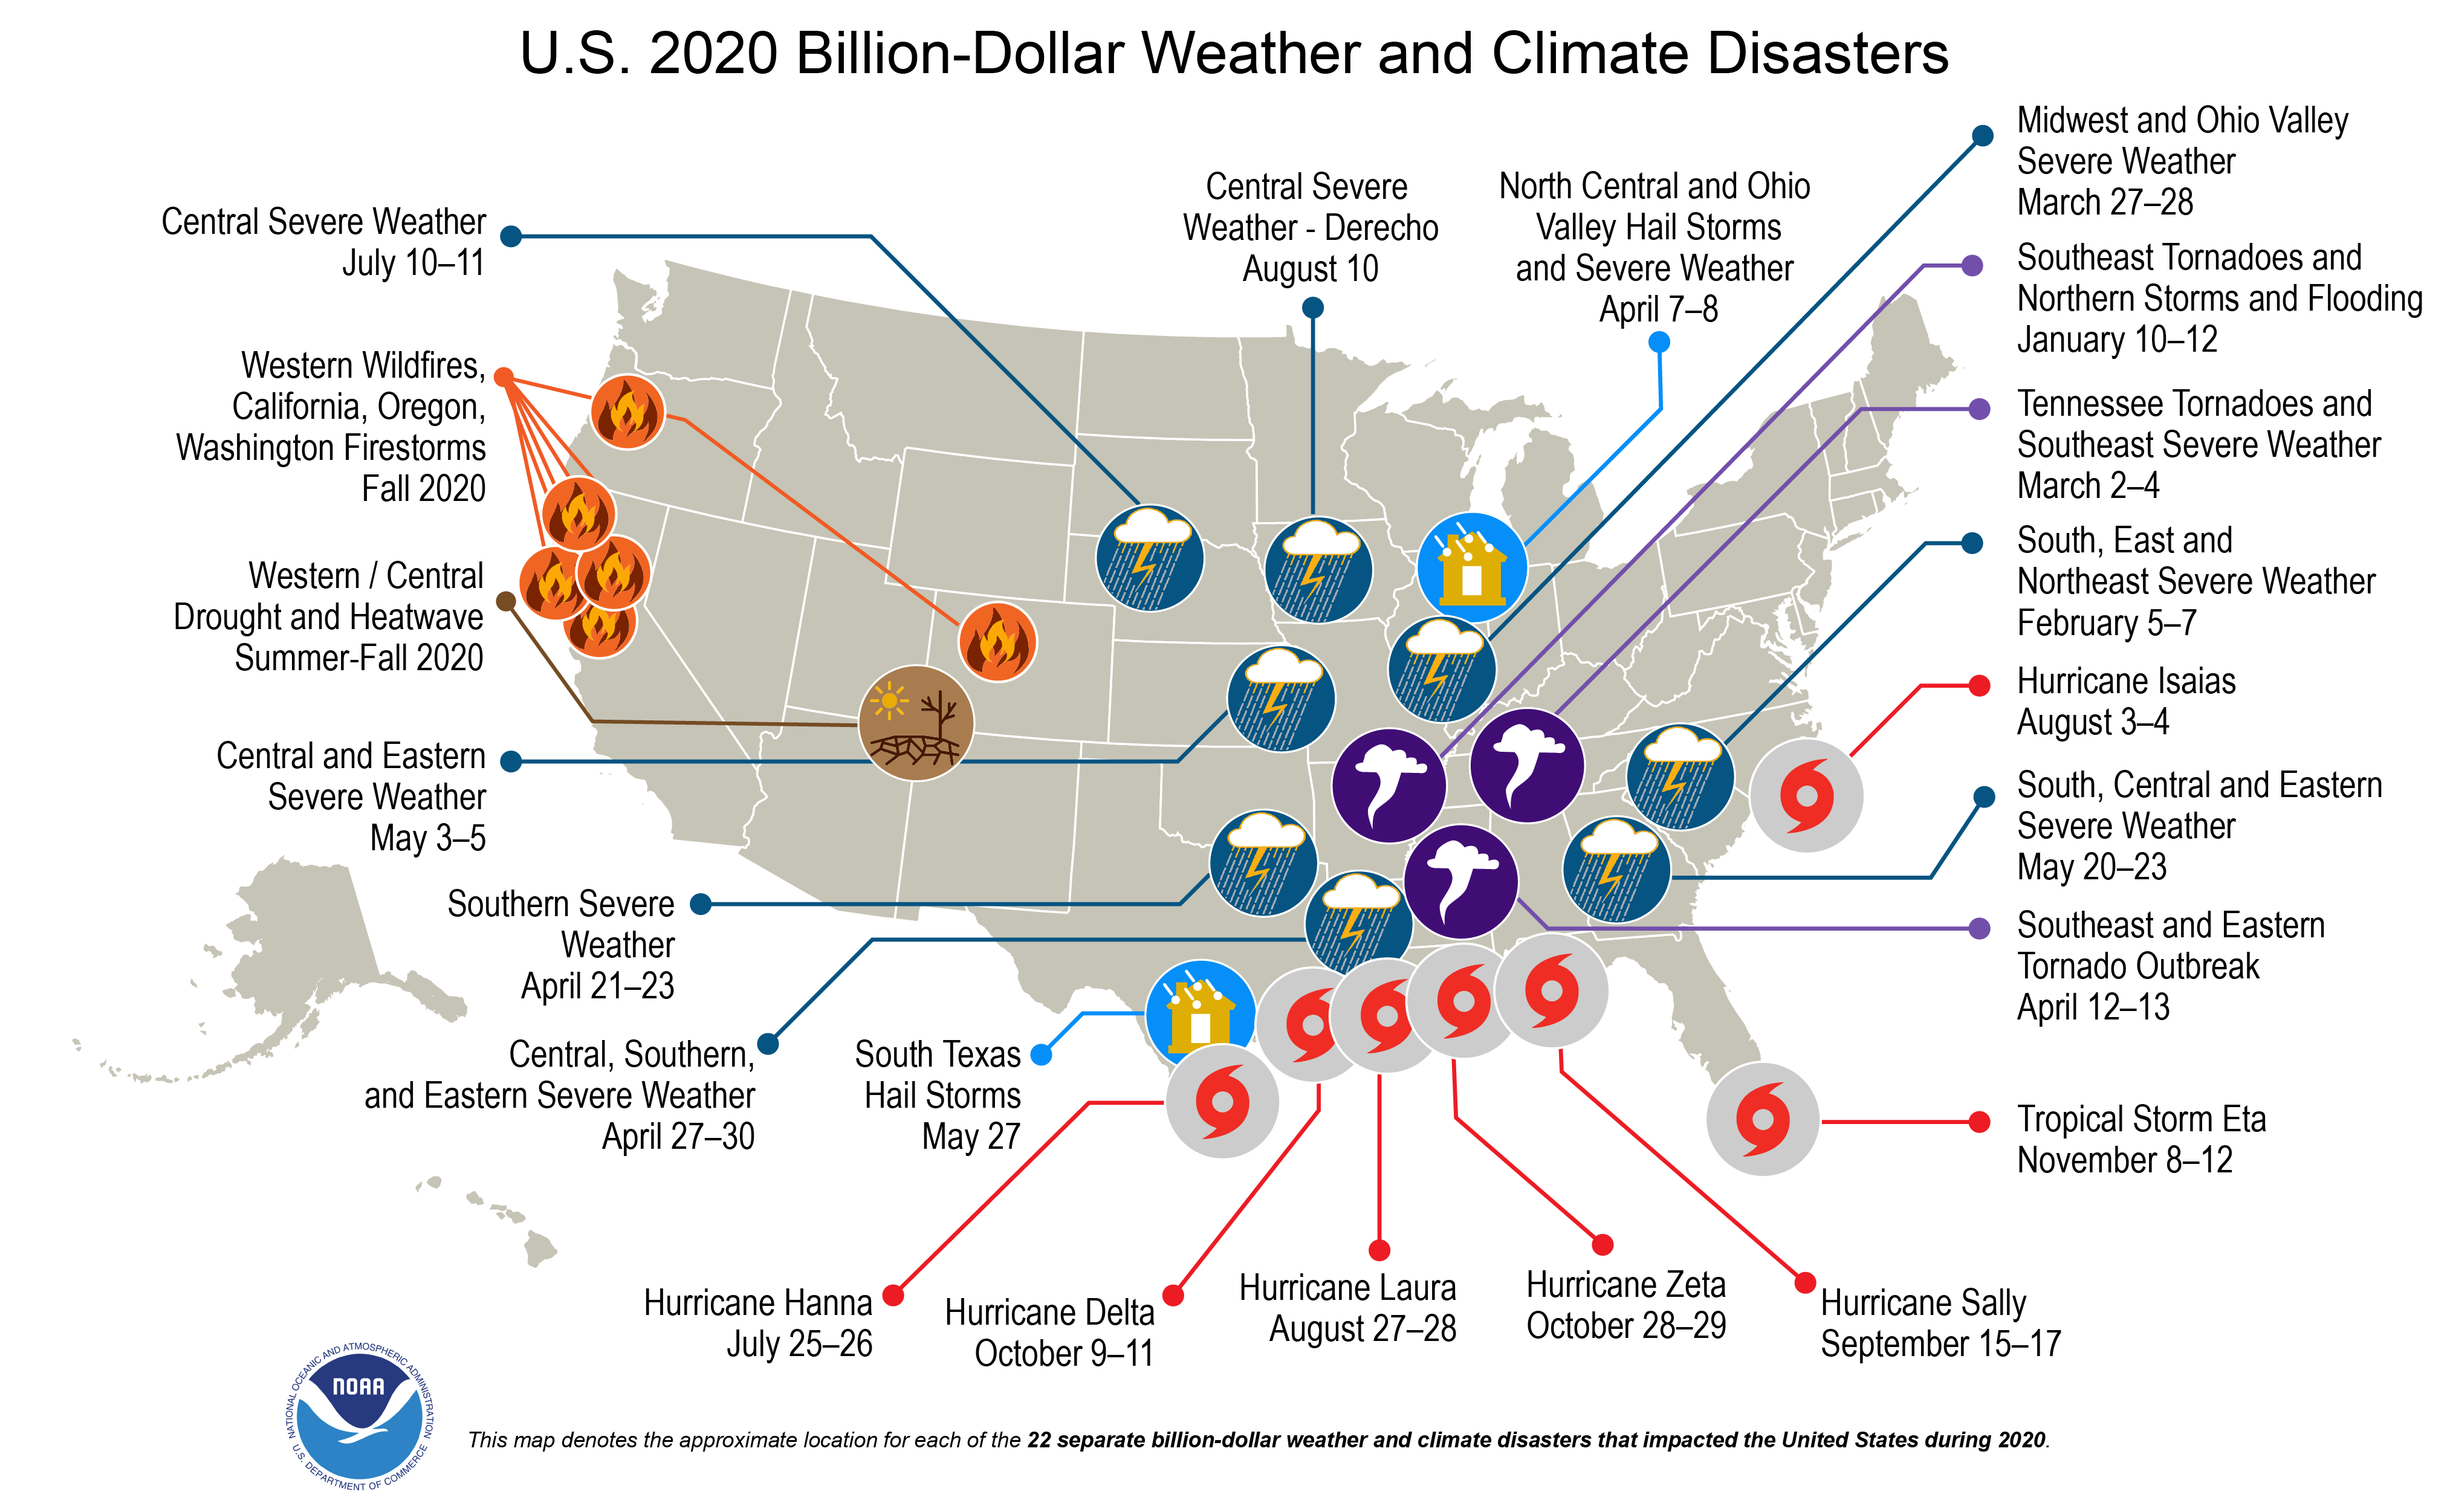 U.S. 2020 Billion-Dollar Weather and Climate Disasters
Central Severe Weather
July 10–11
Western Wildfires,
California, Oregon,
Washington Firestorms
Fall 2020
Western / Central
Drought and Heatwave
Summer-Fall 2020
Central and Eastern
Severe Weather
May 3–5
Southern Severe
Weather
April 21–23
Central, Southern,
and Eastern Severe Weather
April 27–30
South Texas
Hail Storms
May 27
Central Severe
Weather - Derecho
August 10
North Central and Ohio
Valley Hail Storms
and Severe Weather
April 7–8
Midwest and Ohio Valley
Severe Weather
March 27–28
Southeast Tornadoes and
Northern Storms and Flooding
January 10–12
Tennessee Tornadoes and
Southeast Severe Weather
March 2–4
South, East and
Northeast Severe Weather
February 5–7
Hurricane Isaias
August 3–4
South, Central and Eastern
Severe Weather
May 20–23
Southeast and Eastern
Tornado Outbreak
April 12–13
Tropical Storm Eta
November 8–12
Hurricane Hanna
July 25–26
Hurricane Delta
October 9–11
Hurricane Laura
August 27–28
Hurricane Zeta
October 28–29
Hurricane Sally
September 15–17
NATIONAL OCEANIC AND ATMOSPHERIC ADMINISTRATION
NOAA
U.S. DEPARTMENT OF COMMERCE
This map denotes the approximate location for each of the 22 separate billion-dollar weather and climate disasters that impacted the United States during 2020.